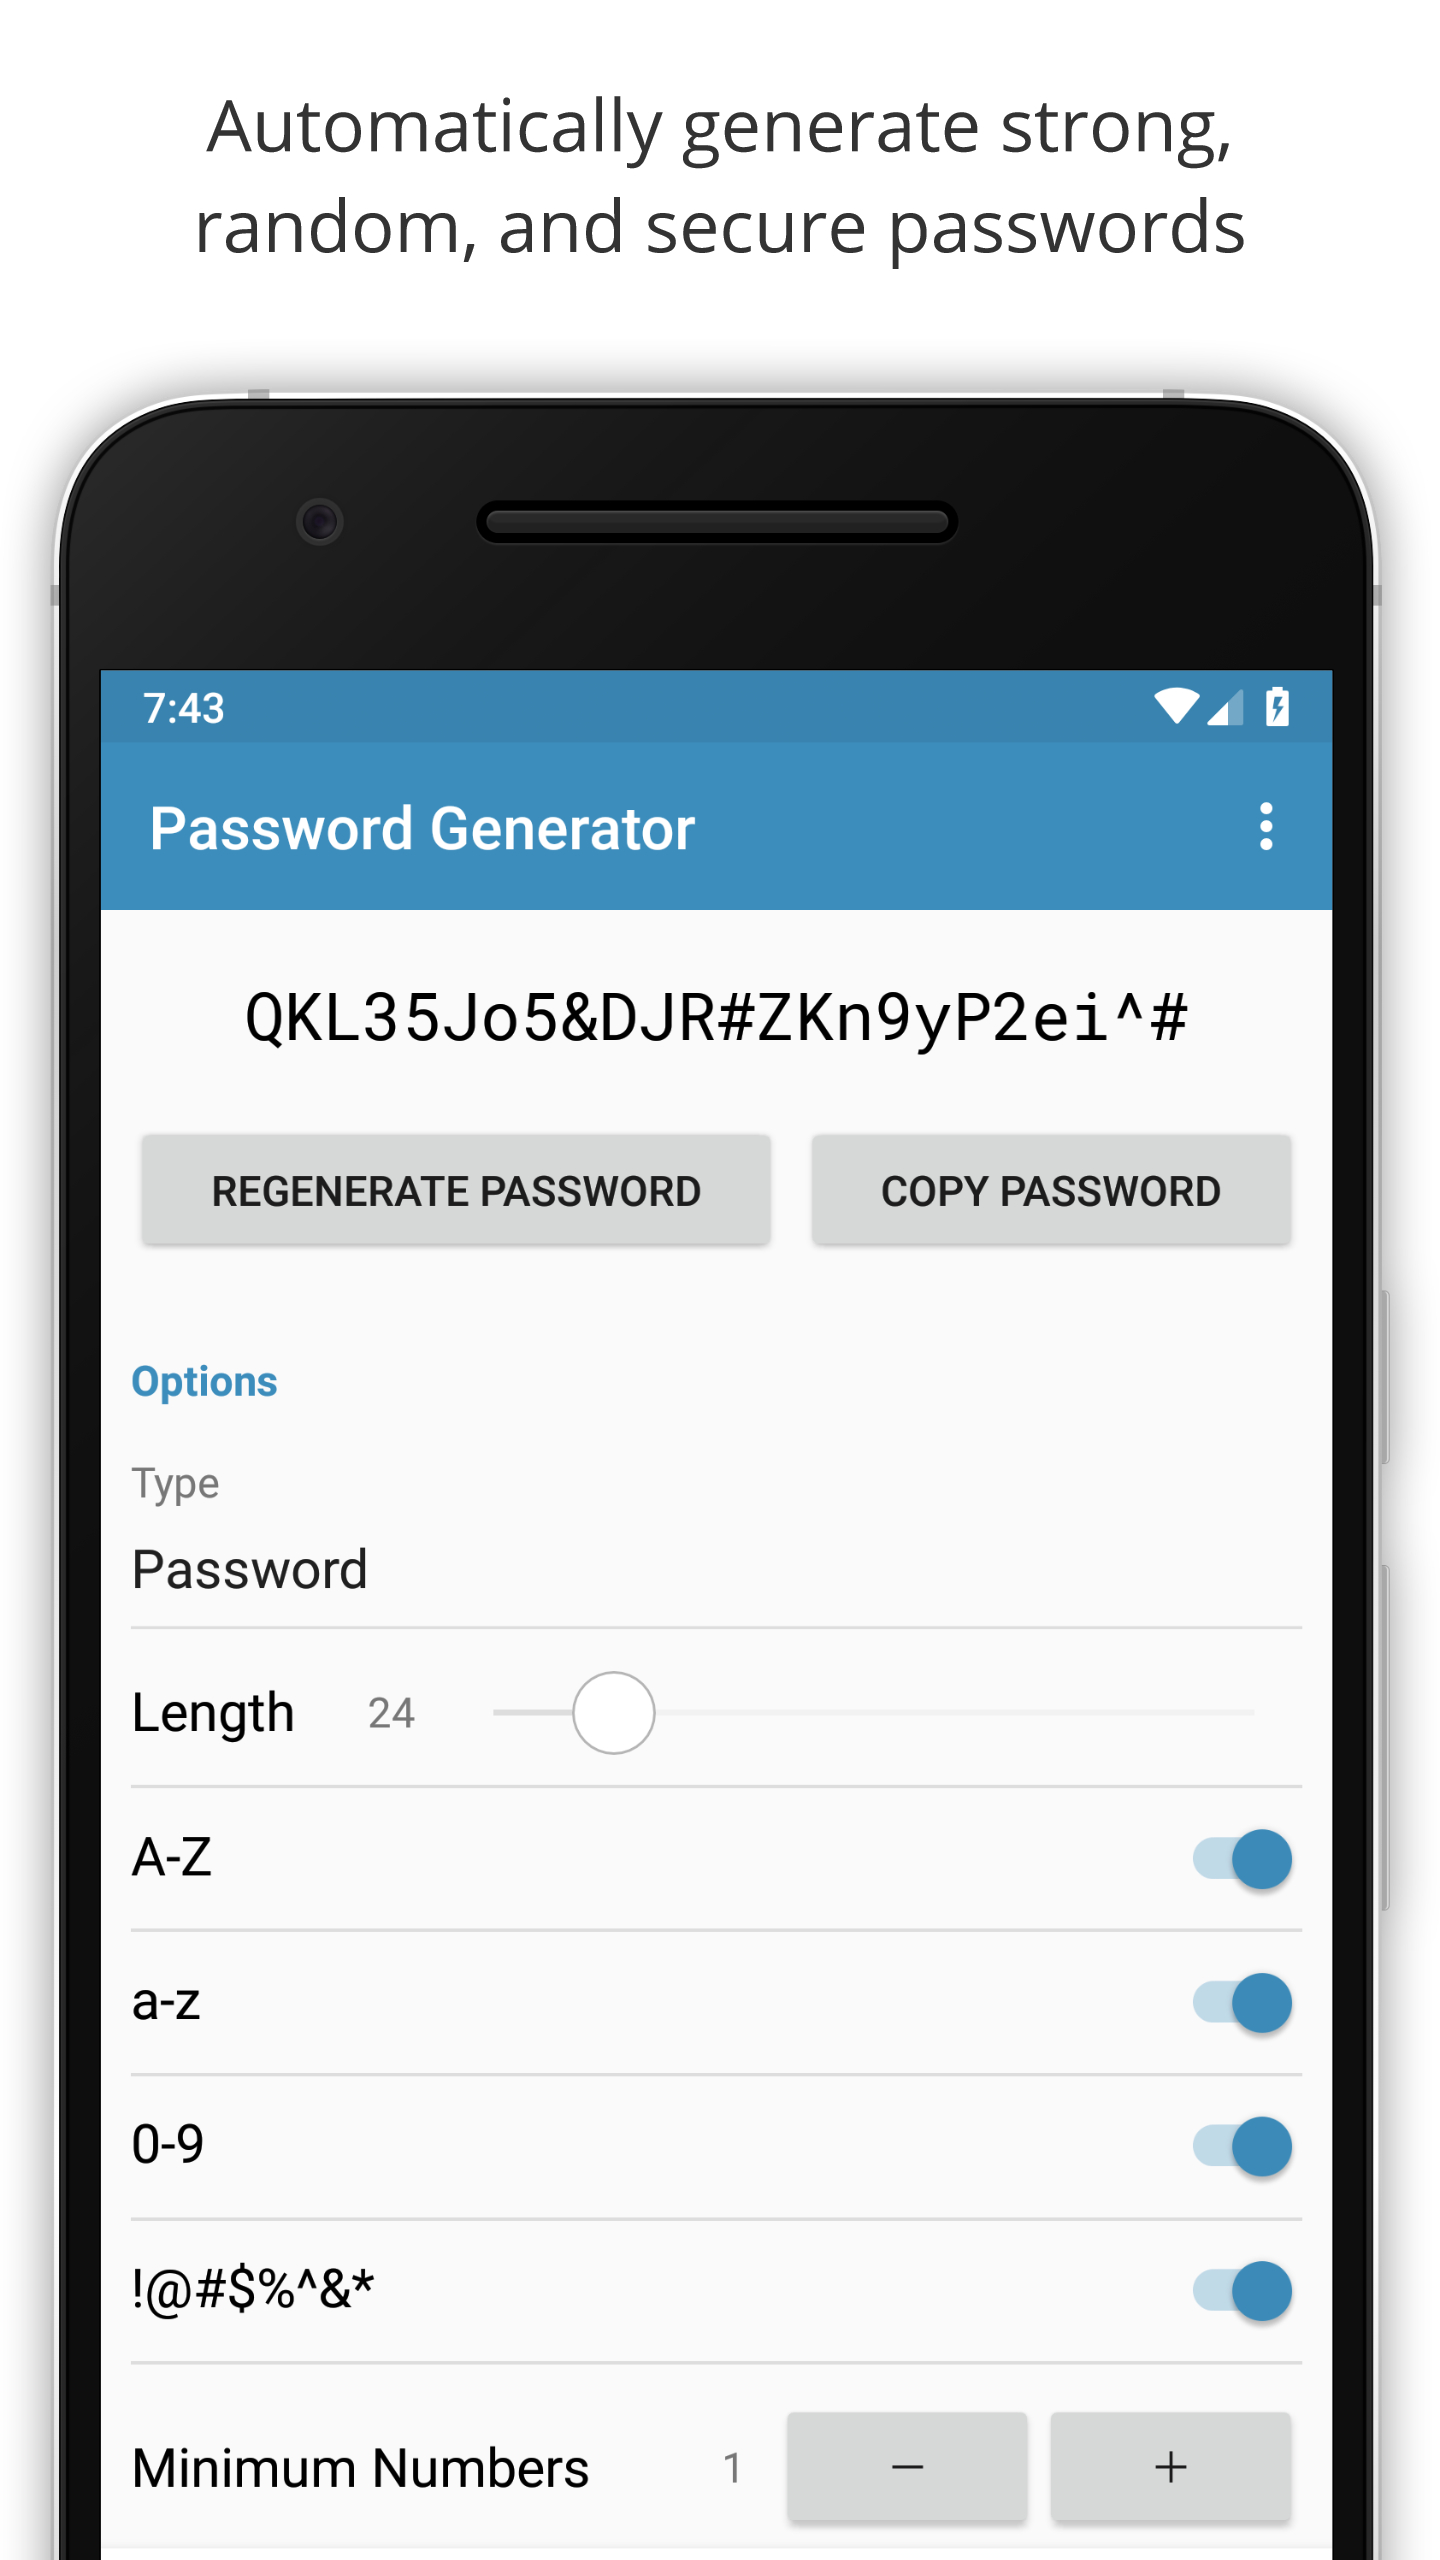 Automatically generate strong,
random, and secure passwords
7:43
Password Generator
QKL35Jo5&DJR#ZKn9yP2ei^#
REGENERATE PASSWORD COPY PASSWORD
Options
Type
Password
Length 24
A-Z
a-z
0-9
!@#$%^&*
Minimum Numbers 1 − +